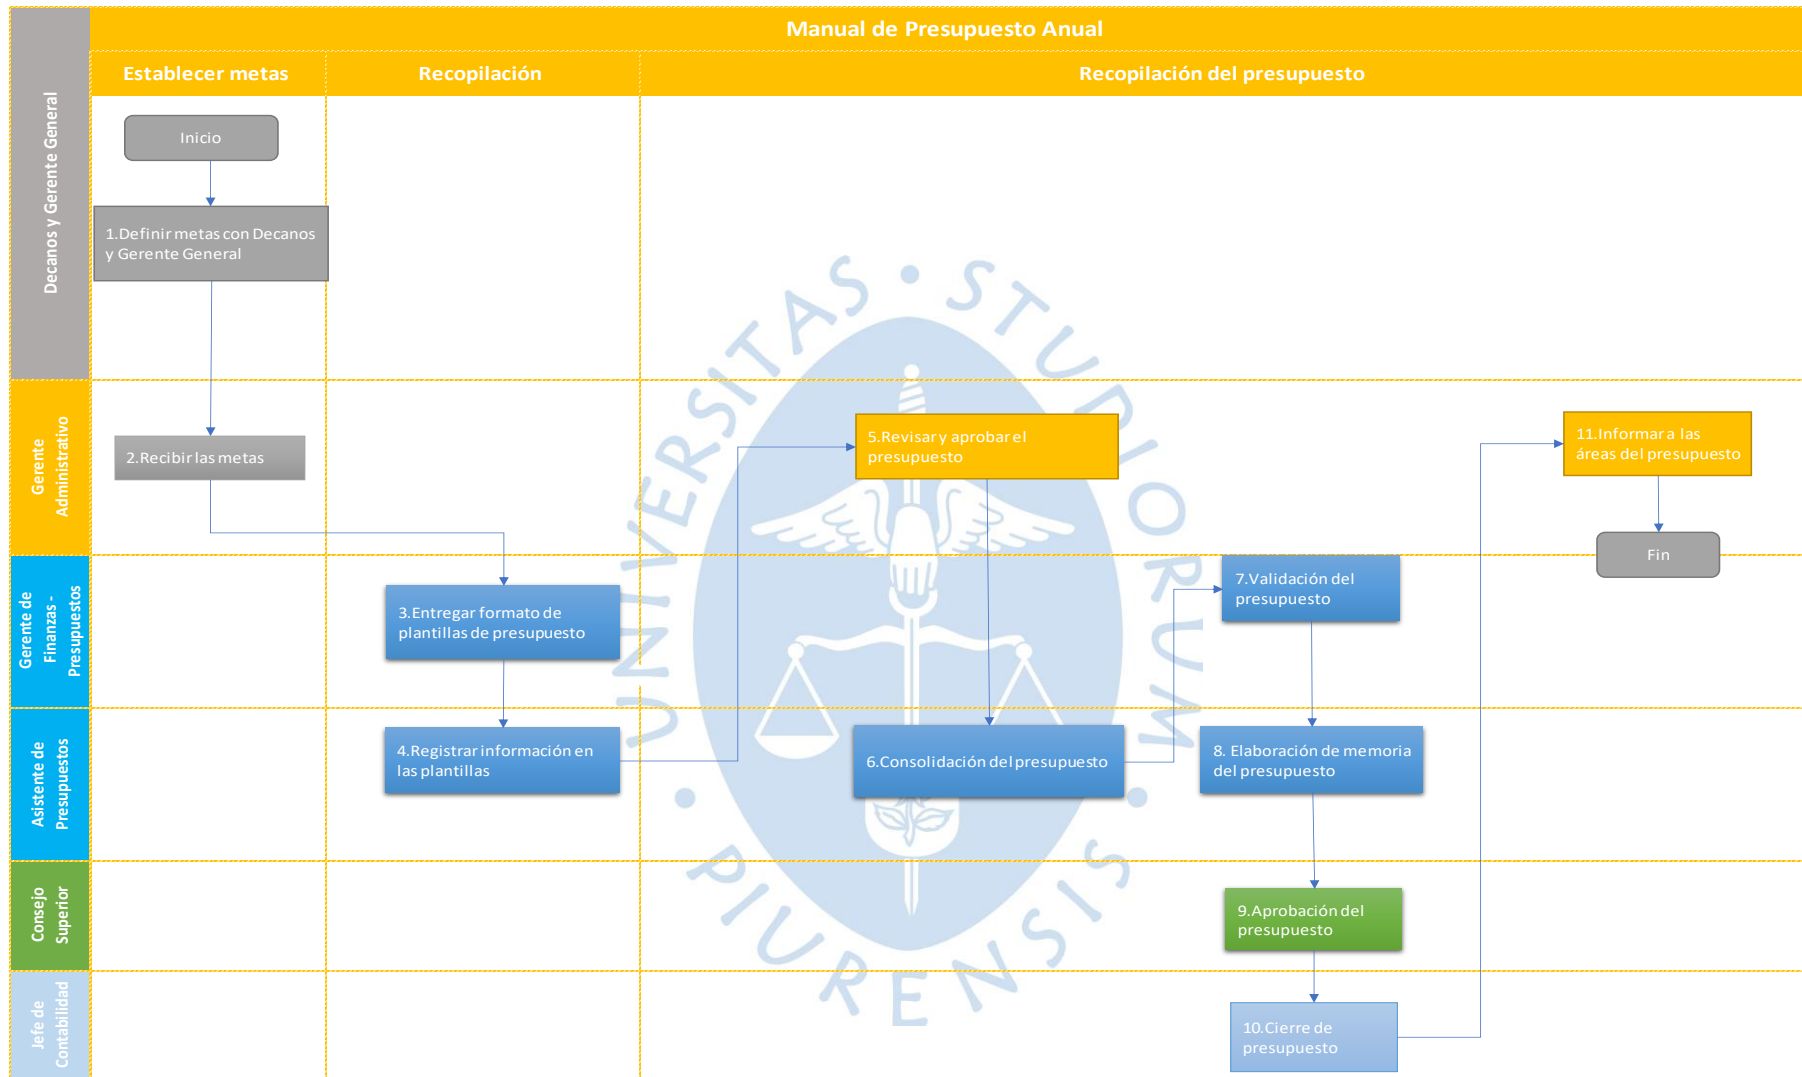 Manual de Presupuesto Anual
Establecer metas
Recopilación
Recopilación del presupuesto
Decanos y Gerente General
Inicio
1.Definir metas con Decanos
y Gerente General
Gerente
Administrativo
2.Recibir las metas
5.Revisar y aprobar el
presupuesto
11.Informar a las
áreas del presupuesto
Fin
Gerente de
Finanzas -
Presupuestos
3.Entregar formato de
plantillas de presupuesto
7.Validación del
presupuesto
Asistente de
Presupuestos
4.Registrar información en
las plantillas
6.Consolidación del presupuesto
8. Elaboración de memoria
del presupuesto
Consejo
Superior
9.Aprobación del
presupuesto
Jefe de
Contabilidad
10.Cierre de
presupuesto
UNIVERSITAS • STUDIORUM • PIURENSIS •